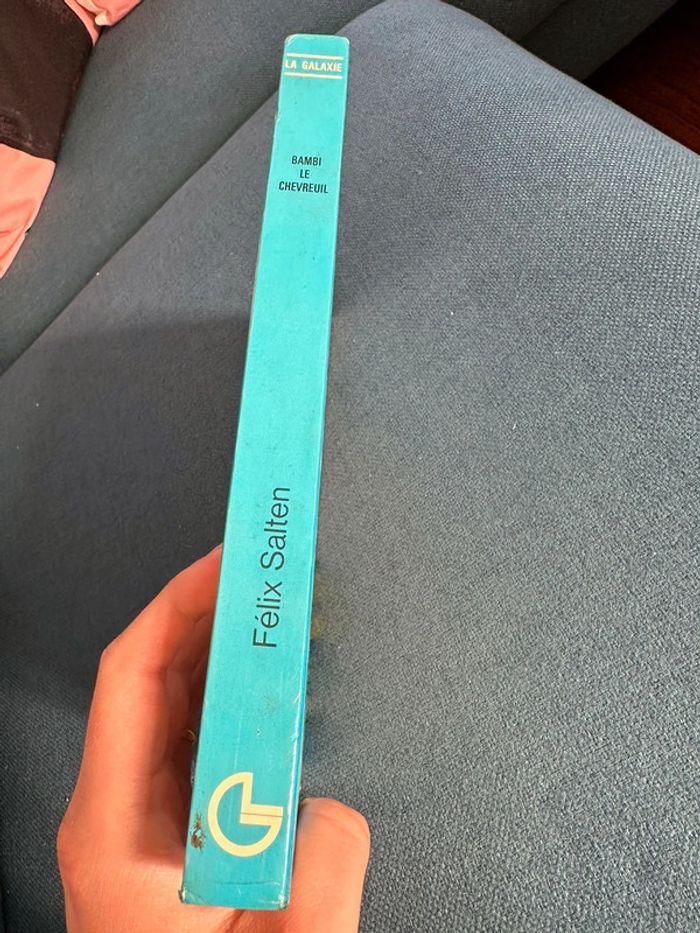 LA GALAXIE
BAMBI
LE
CHEVREUIL
Félix Salten